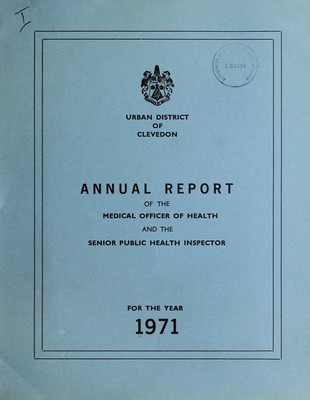 I
LIBRARY
URBAN DISTRICT
OF
CLEVEDON
ANNUAL REPORT
OF THE
MEDICAL OFFICER OF HEALTH
AND THE
SENIOR PUBLIC HEALTH INSPECTOR
FOR THE YEAR
1971